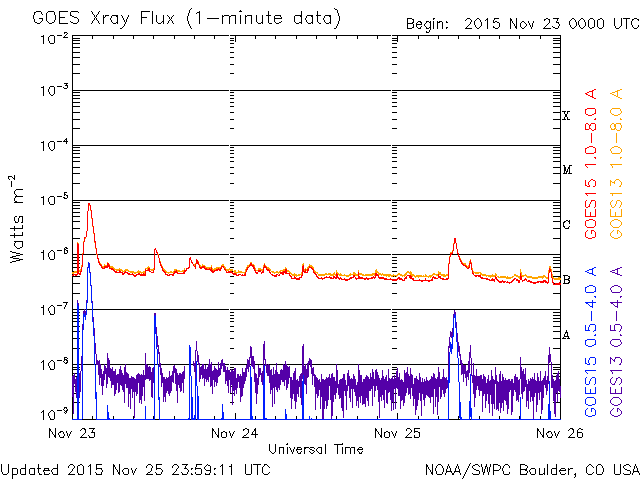 GOES Xray Flux (1-minute data)
Begin: 2015 Nov 23 0000 UTC
10-2
10-3
10-4
10-5
10-6
10-7
10-8
10-9
Watts m-2
X
M
C
B
A
GOES15 1.0-8.0 A
GOES13 1.0-8.0 A
GOES15 0.5-4.0 A
GOES13 0.5-4.0 A
Nov 23
Nov 24
Nov 25
Nov 26
Universal Time
Updated 2015 Nov 25 23:59:11 UTC
NOAA/SWPC Boulder, CO USA